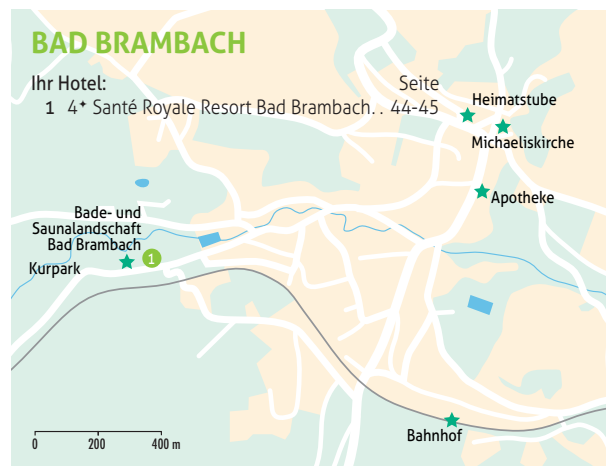 BAD BRAMBACH
Ihr Hotel: Seite
1 4✦ Santé Royale Resort Bad Brambach. . 44-45
Heimatstube
Michaeliskirche
Apotheke
Bade- und
Saunalandschaft
Bad Brambach
1
Kurpark
Bahnhof
0 200 400 m